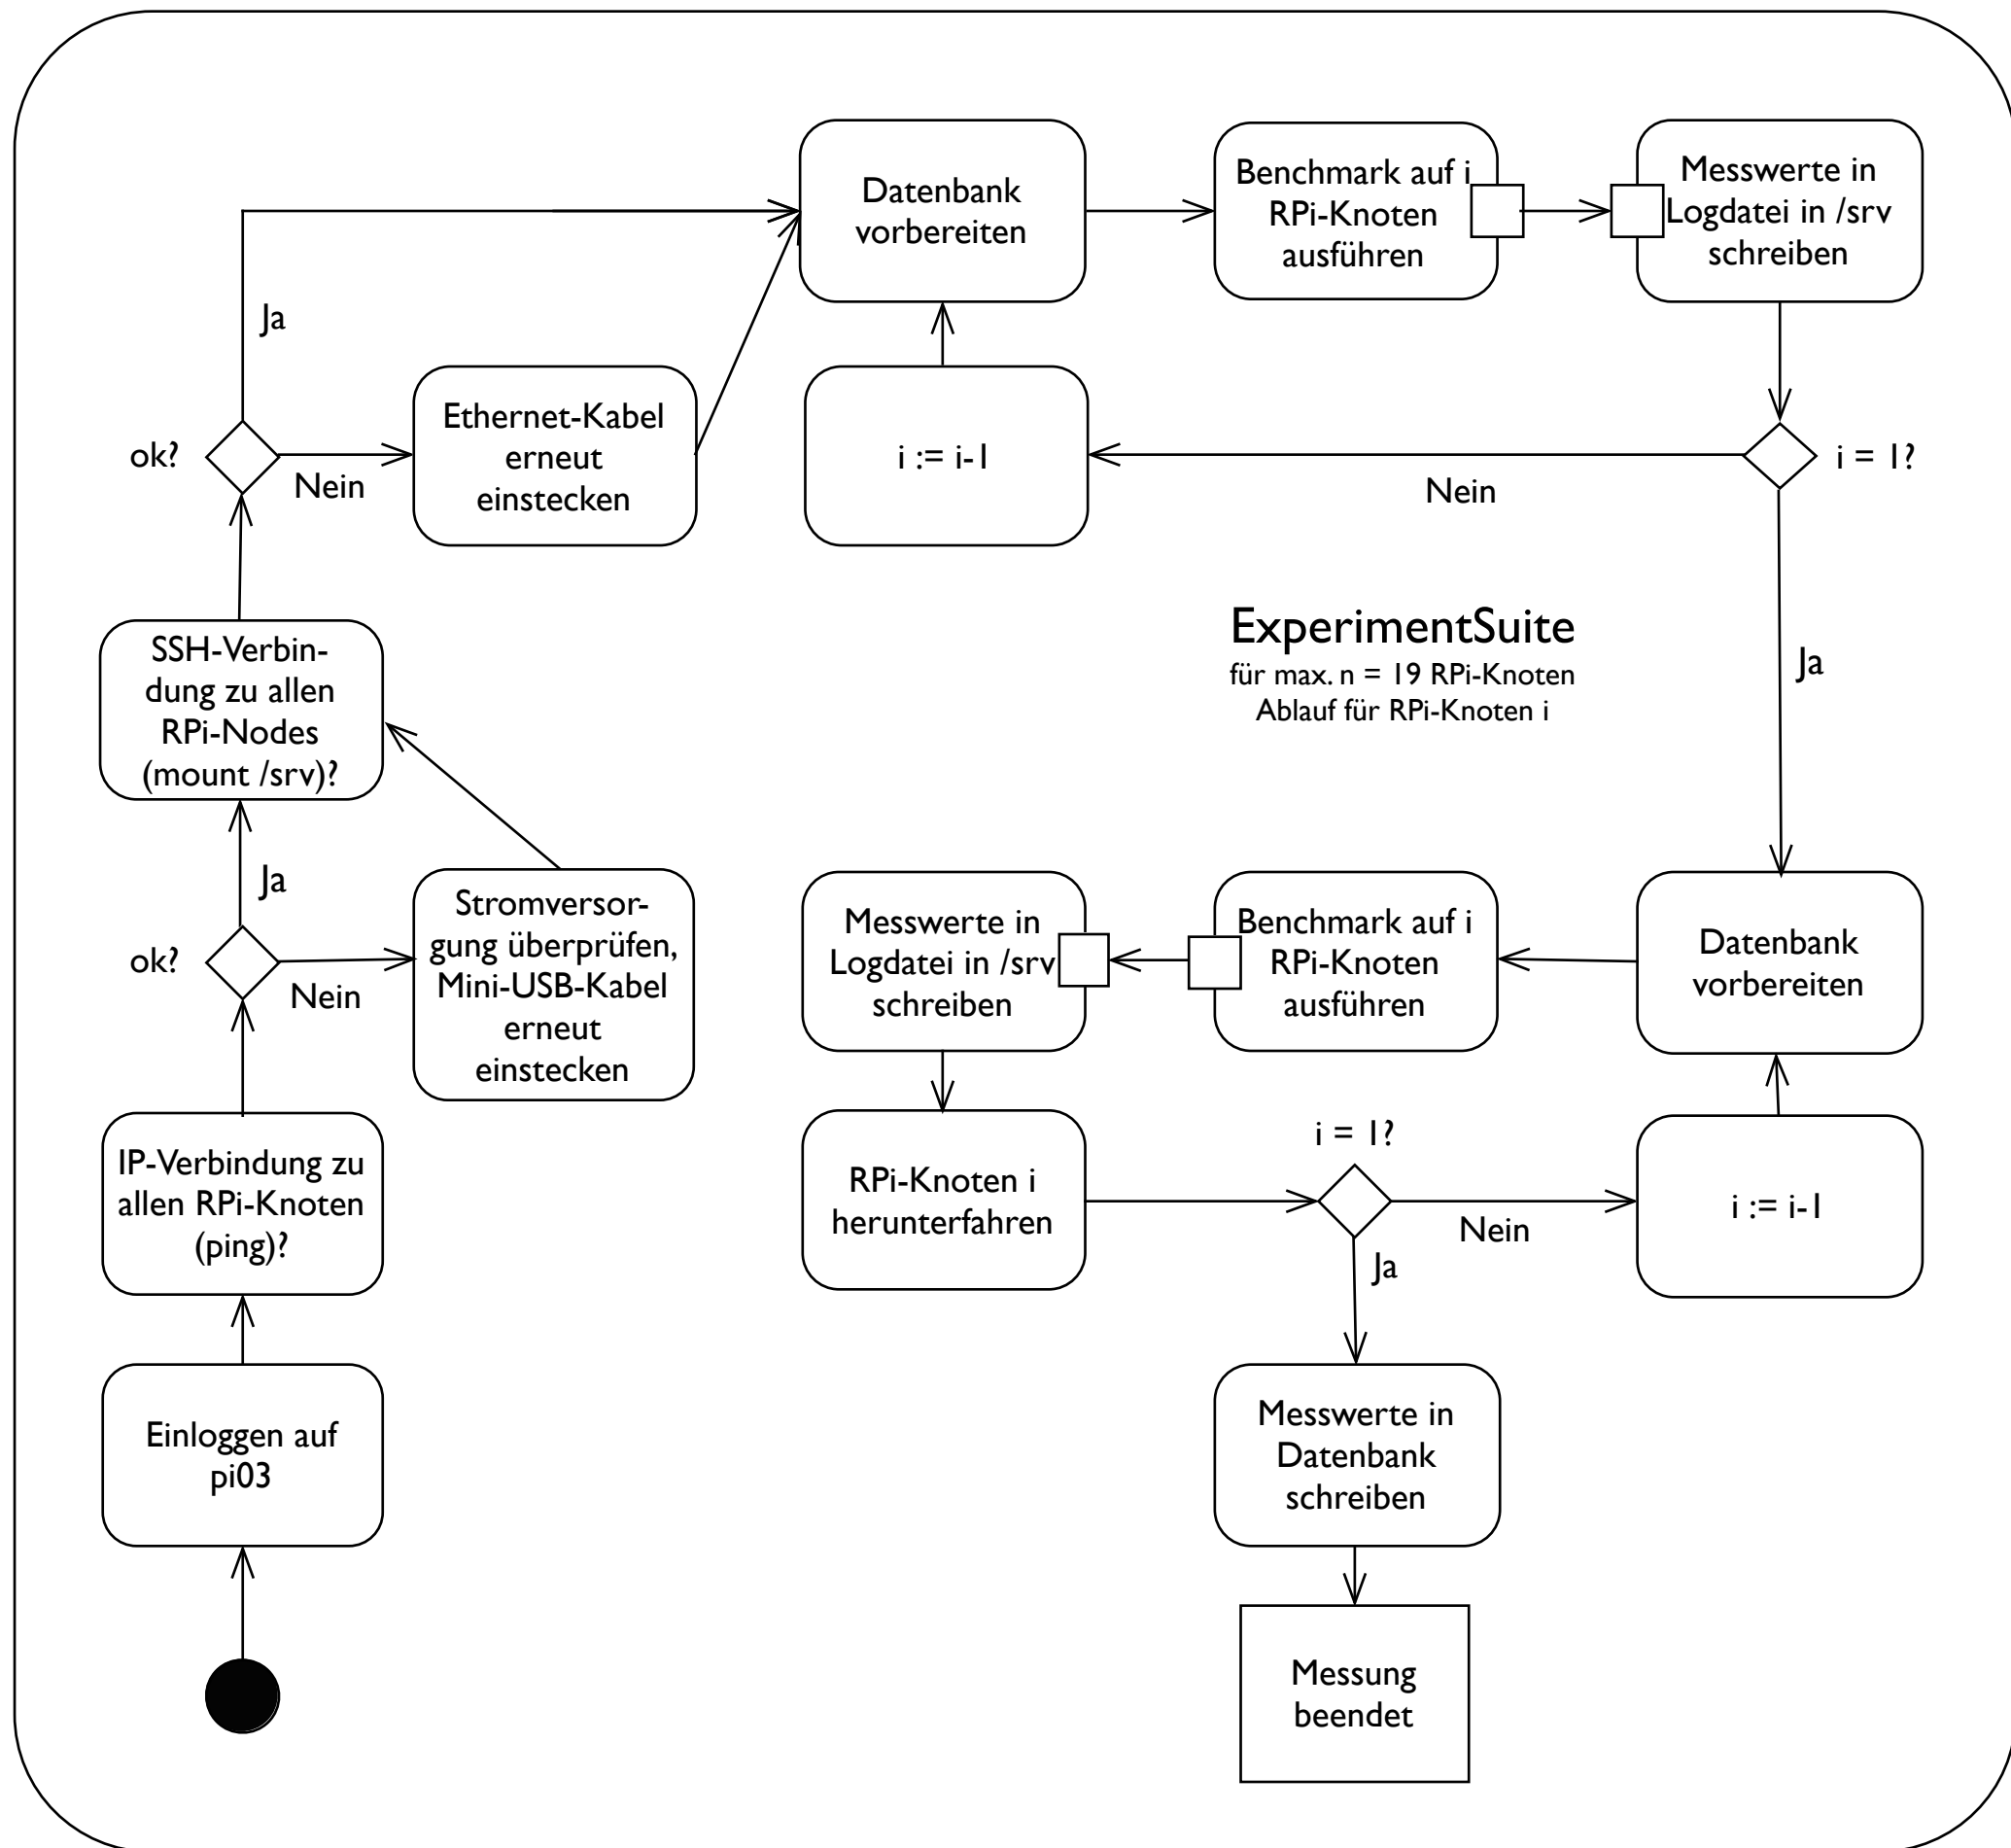 Datenbank
vorbereiten
Benchmark auf i
RPi-Knoten
ausführen
Messwerte in
Logdatei in /srv
schreiben
Ja
ok?
Nein
Ethernet-Kabel
erneut
einstecken
i := i-1
Nein
i = 1?
Ja
ExperimentSuite
für max. n = 19 RPi-Knoten
Ablauf für RPi-Knoten i
SSH-Verbin-
dung zu allen
RPi-Nodes
(mount /srv)?
Ja
ok?
Nein
Stromversor-
gung überprüfen,
Mini-USB-Kabel
erneut
einstecken
Messwerte in
Logdatei in /srv
schreiben
Benchmark auf i
RPi-Knoten
ausführen
Datenbank
vorbereiten
IP-Verbindung zu
allen RPi-Knoten
(ping)?
RPi-Knoten i
herunterfahren
i = 1?
Nein
Ja
i := i-1
Einloggen auf
pi03
Messwerte in
Datenbank
schreiben
Messung
beendet